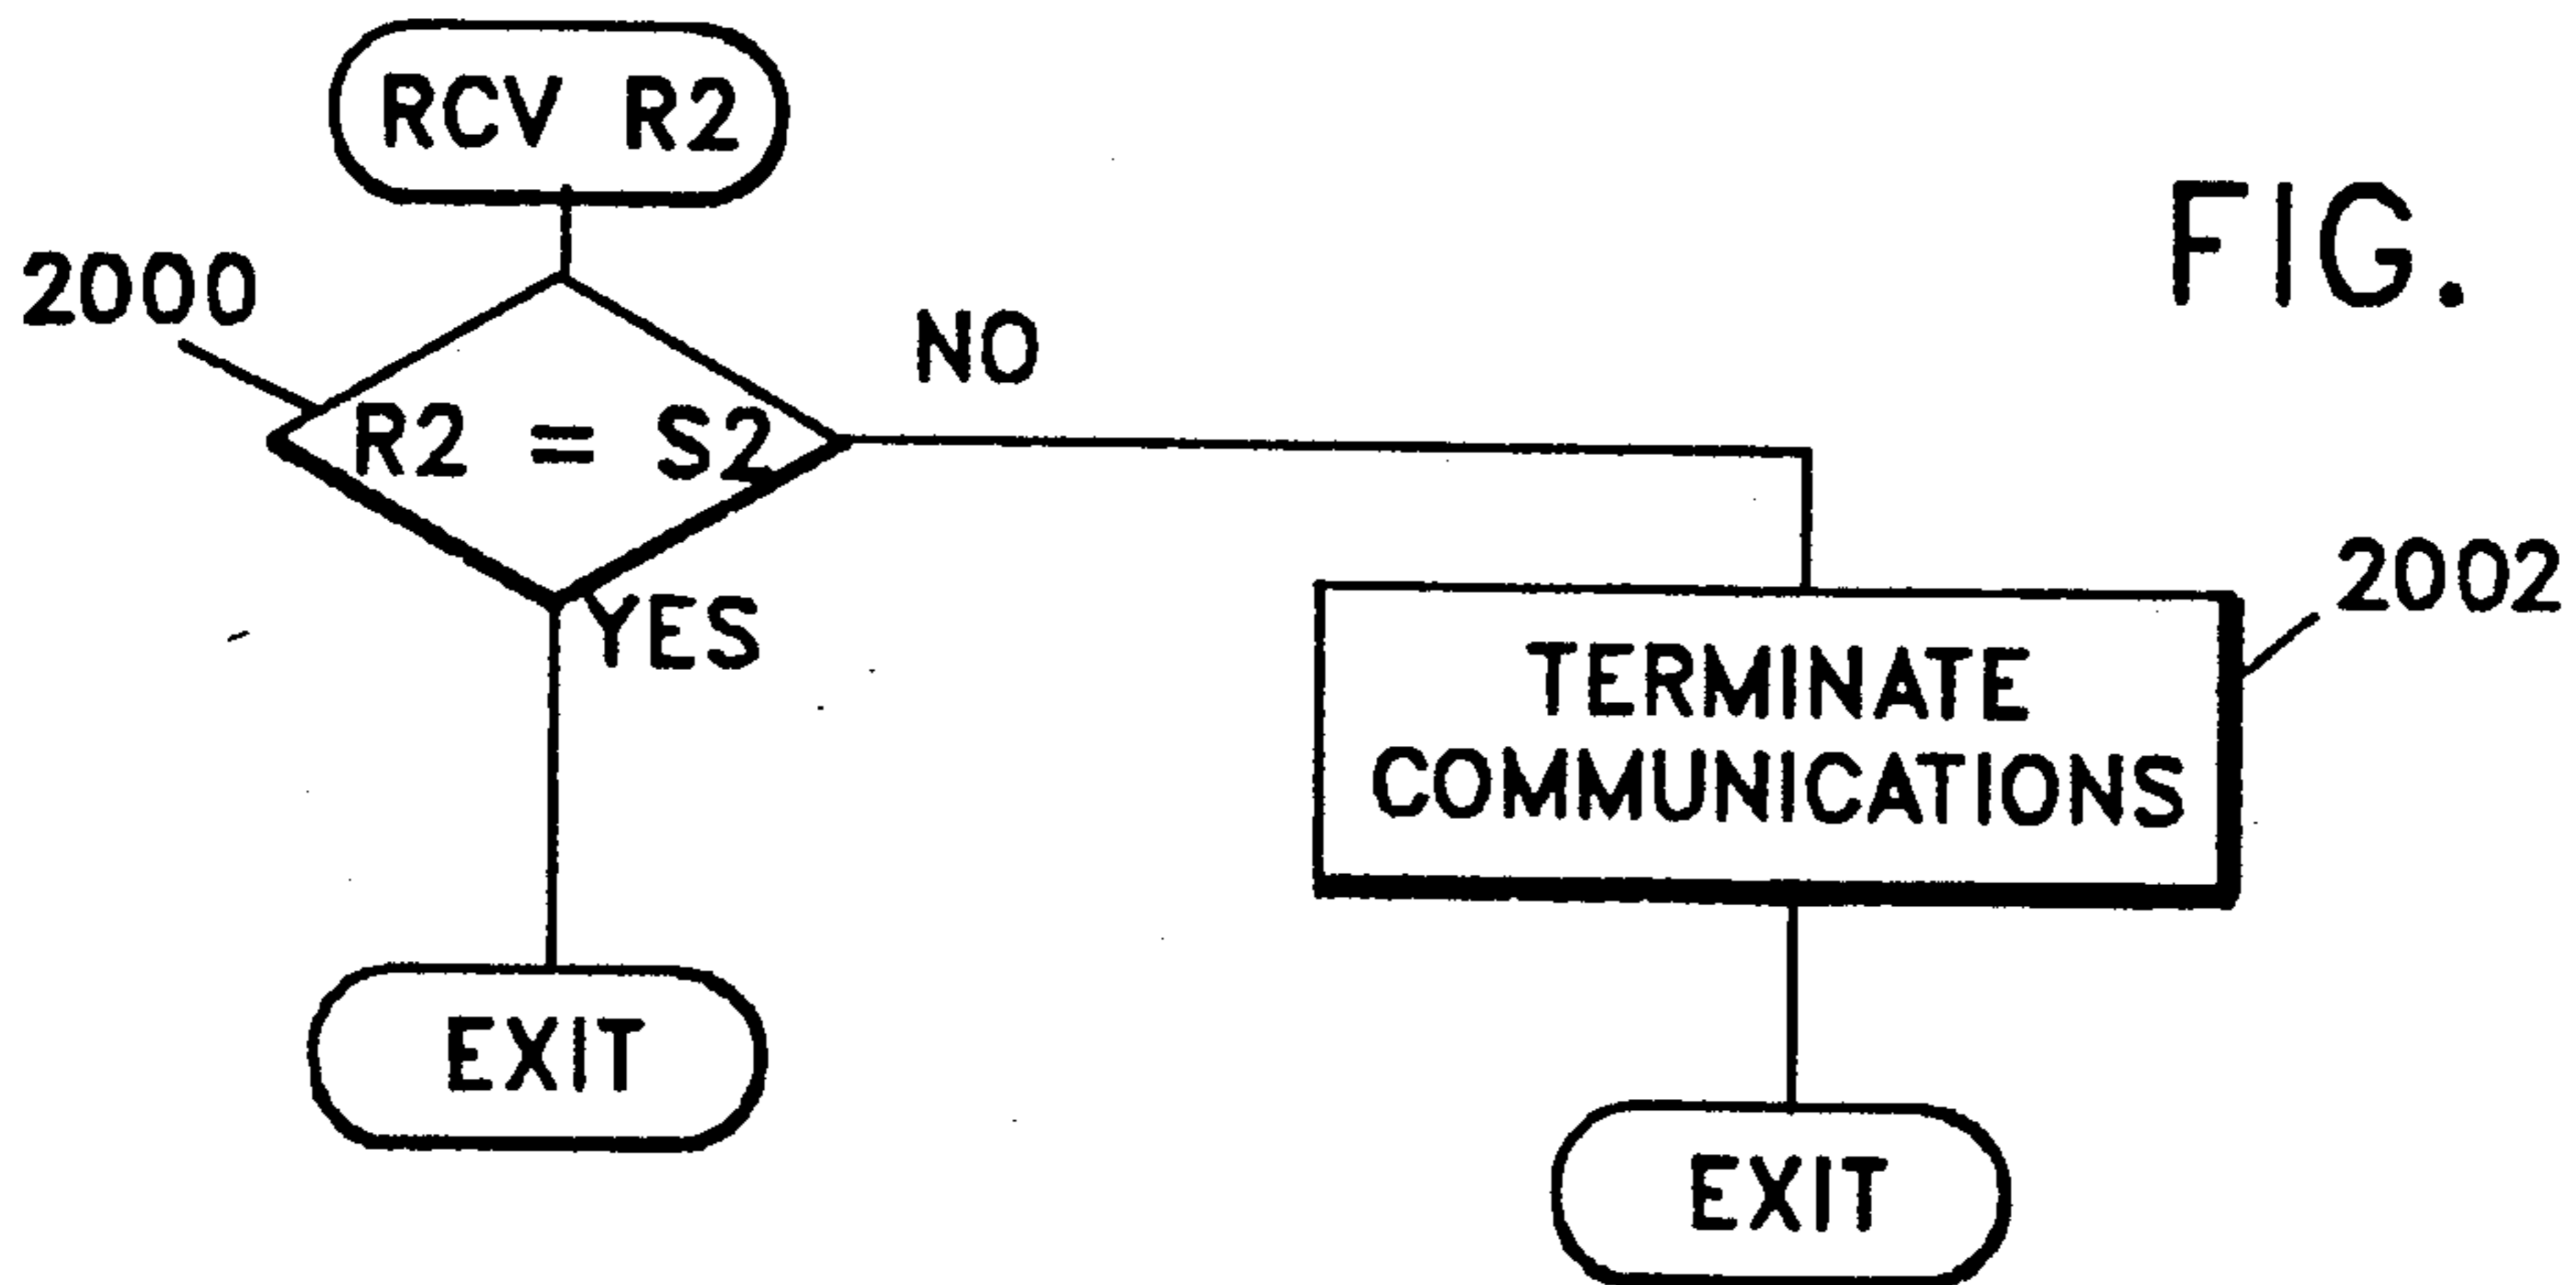 RCV R2
FIG.
2000
NO
R2 = S2
YES
2002
TERMINATE
COMMUNICATIONS
EXIT
EXIT